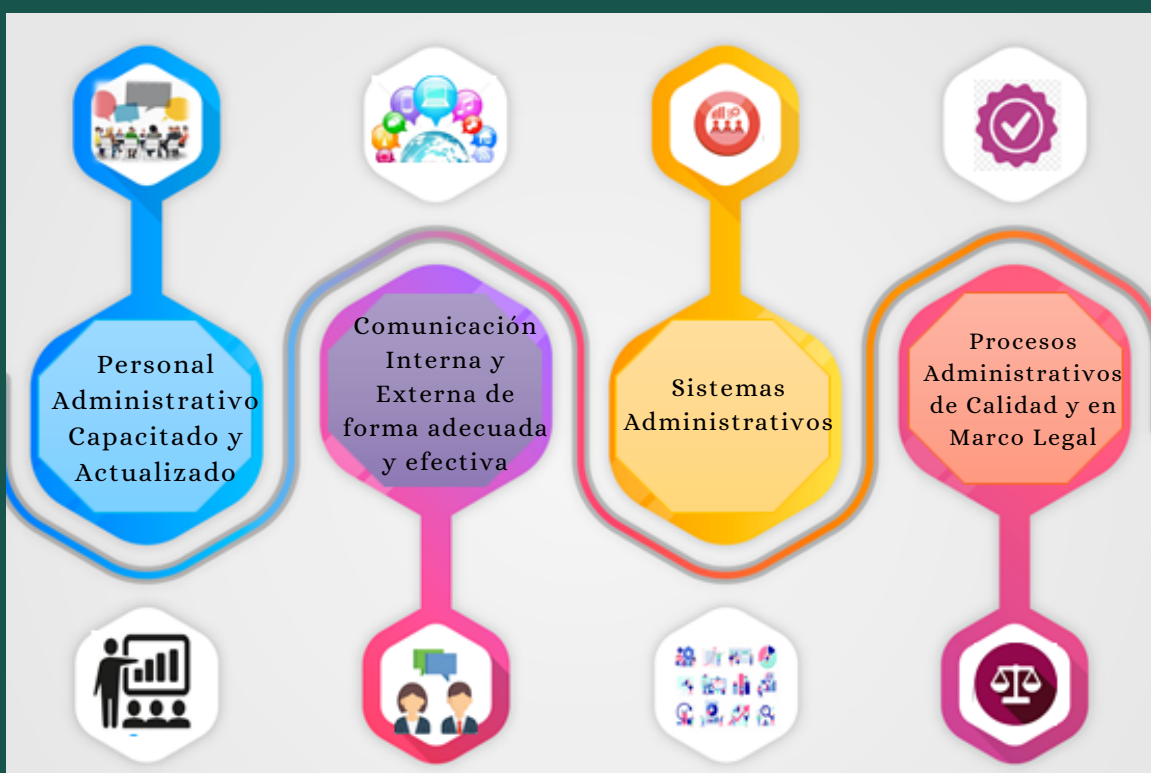 Personal
Administrativo
Capacitado y
Actualizado
Comunicación
Interna y
Externa de
forma adecuada
y efectiva
Sistemas
Administrativos
Procesos
Administrativos
de Calidad y en
Marco Legal